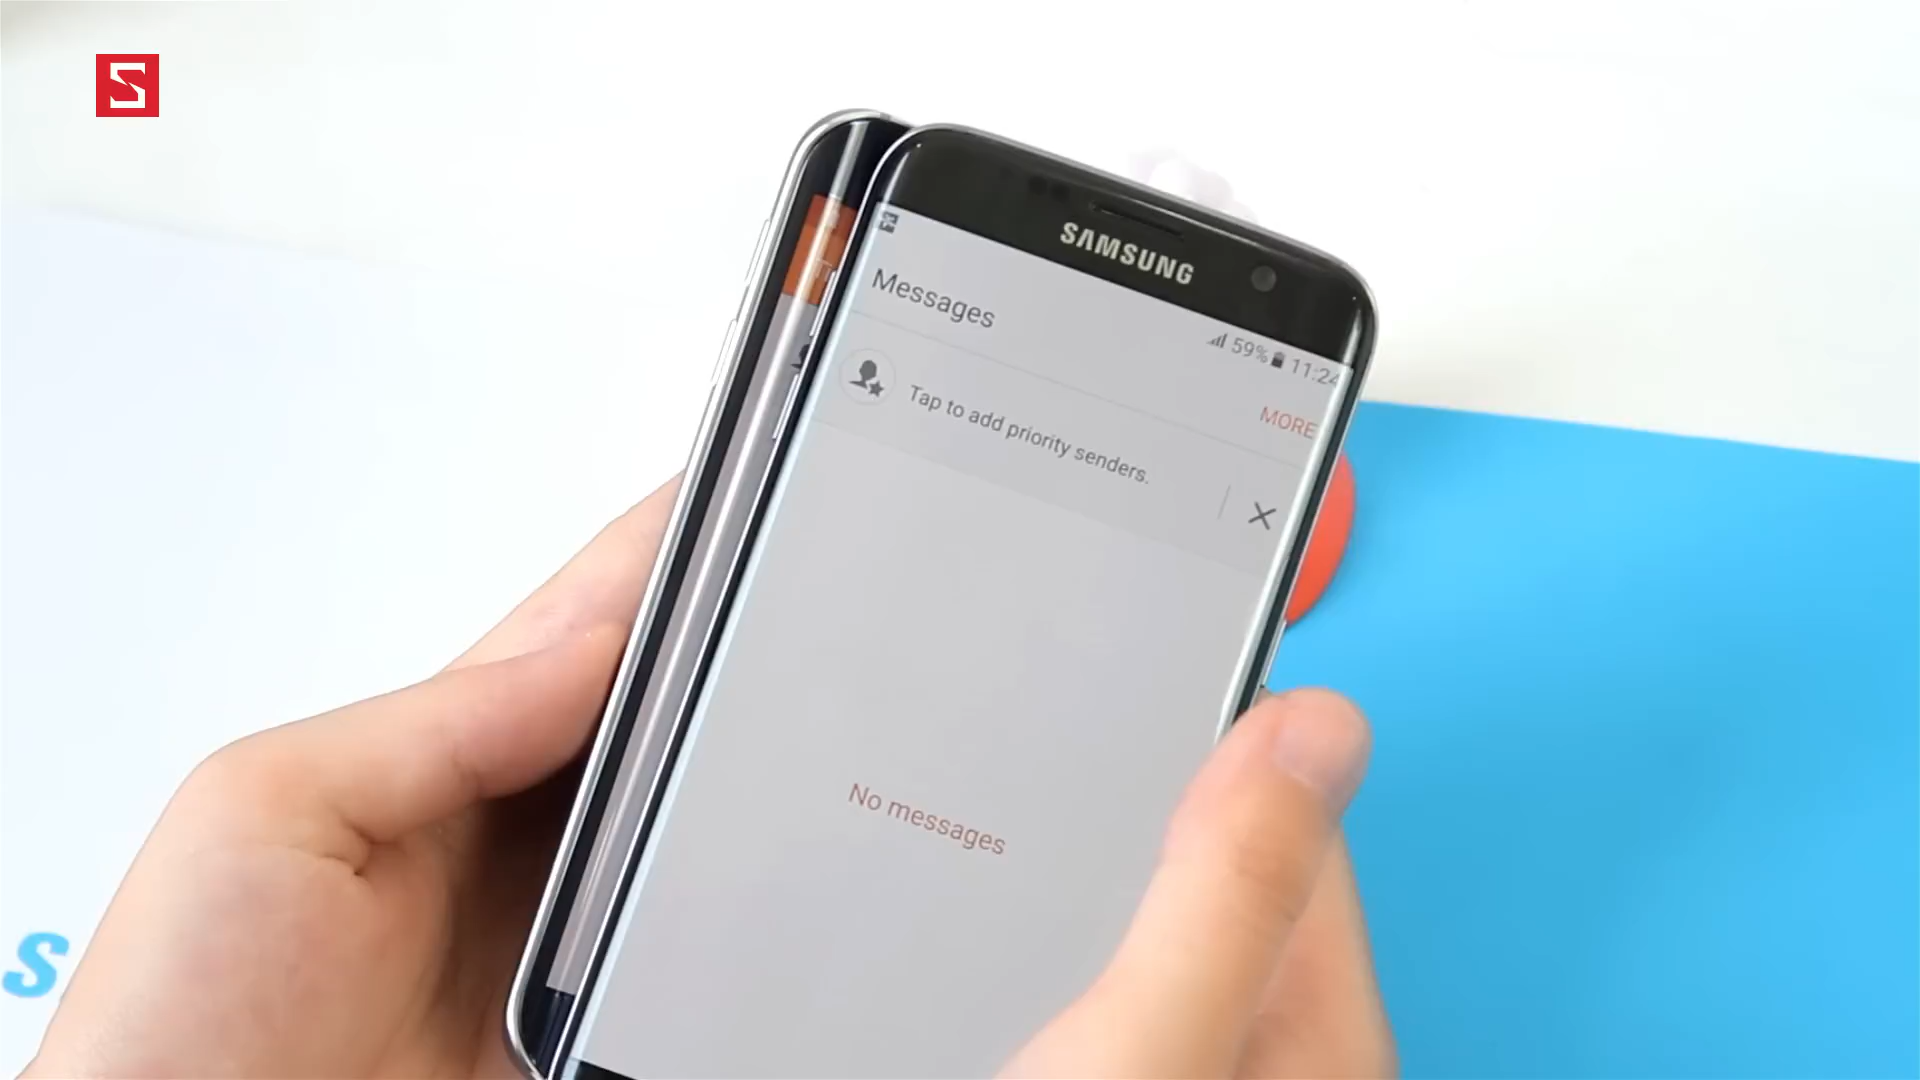 S
SAMSUNG
59% 11:24
Messages
MORE
Tap to add priority senders.
No messages
S